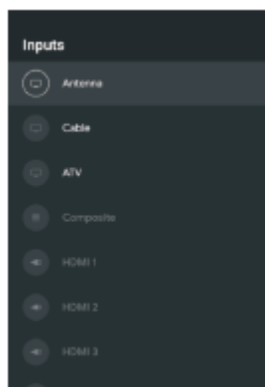 Inputs
Antenna
Cable
ATV
Composite
HDMI 1
HDMI 2
HDMI 3